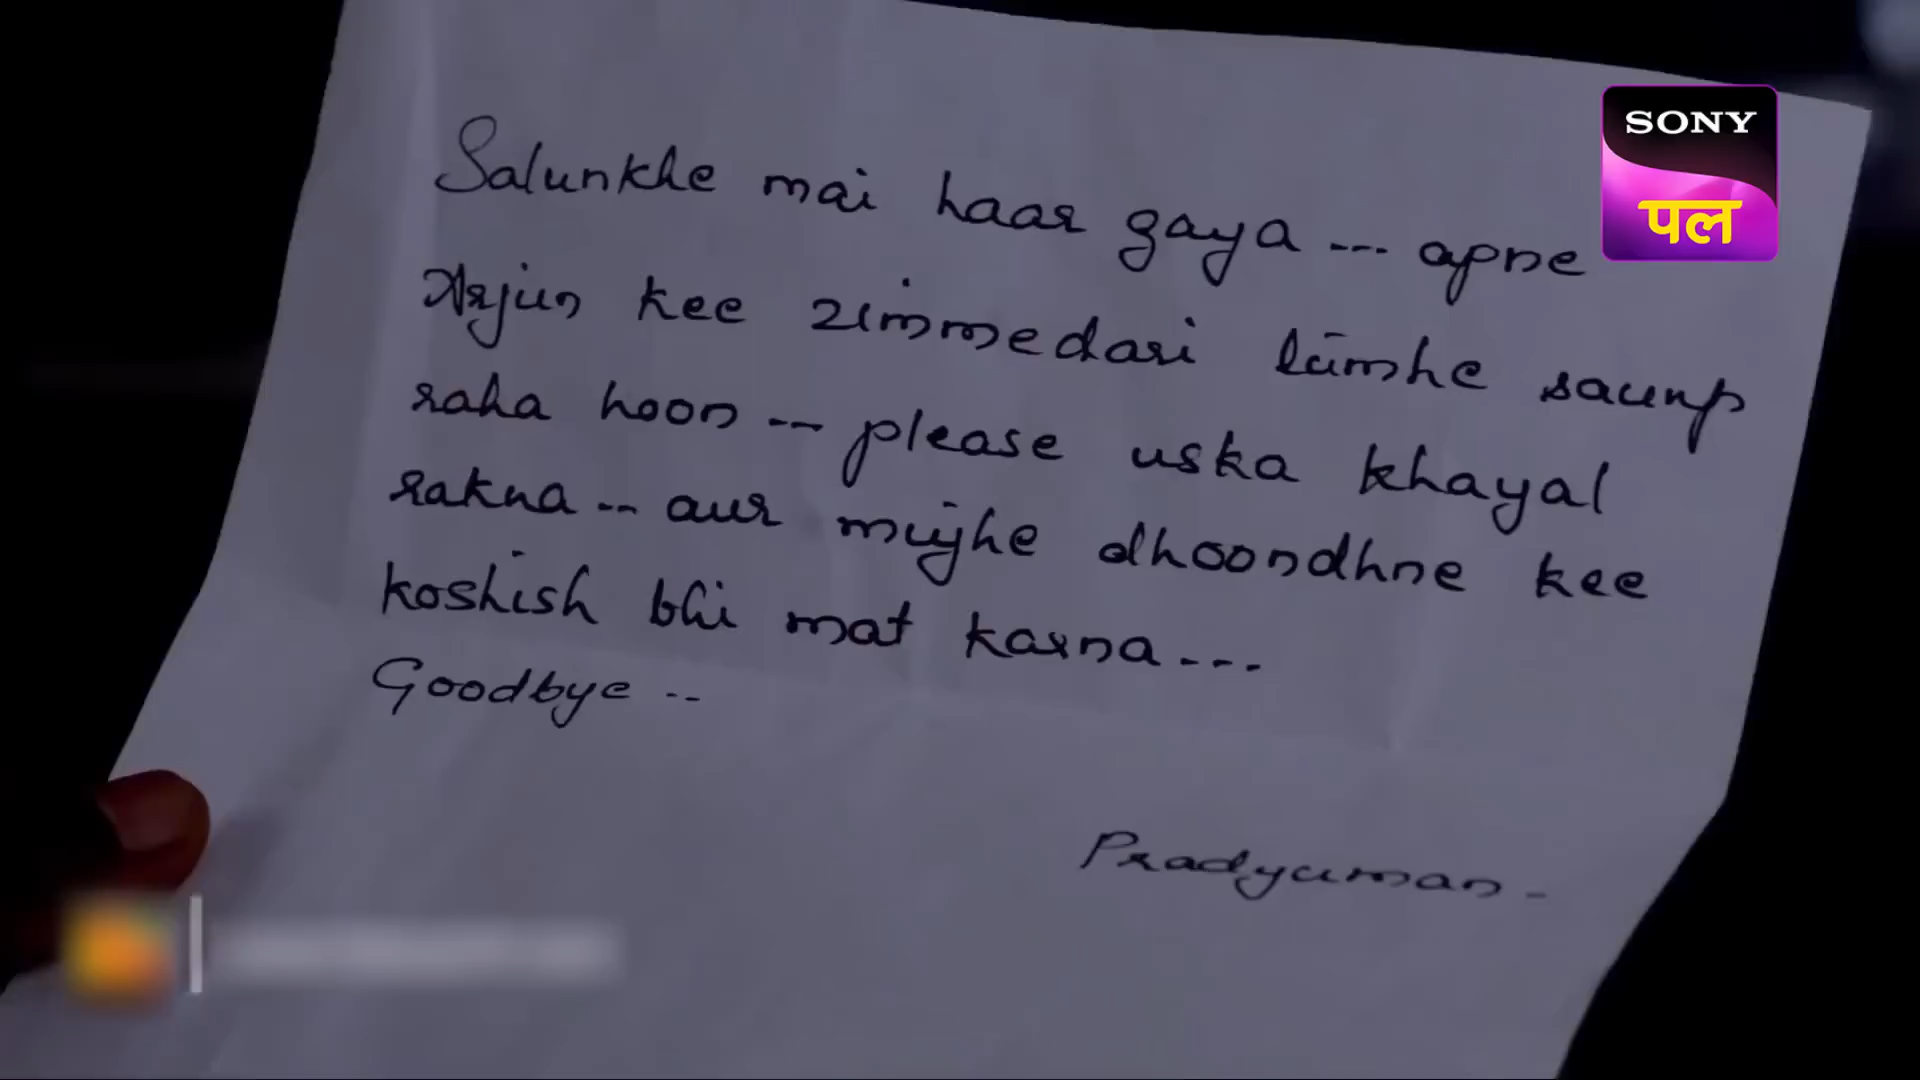 SONY
पल
Salunkhe mai haar gaya --- apne
Arjun kee zimmedari tumhe saunp
raha hoon -- please uska khayal
rakna -- aur mujhe dhoondhne kee
koshish bhi mat karna ---
Goodbye --
Pradyuman -